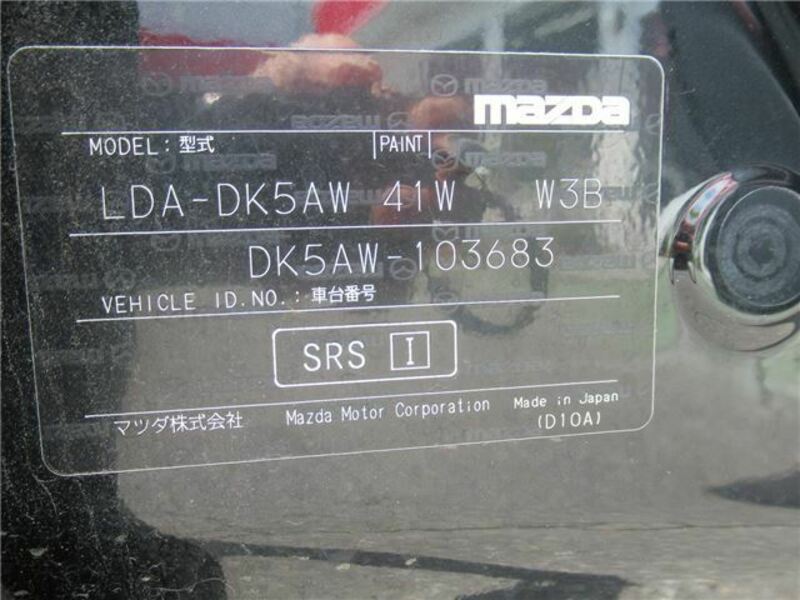 mazda
MODEL : 型式 PAINT
LDA-DK5AW 41W W3B
DK5AW-103683
VEHICLE ID.NO.: 車台番号
SRS I
マツダ株式会社 Mazda Motor Corporation Made in Japan
(D10A)